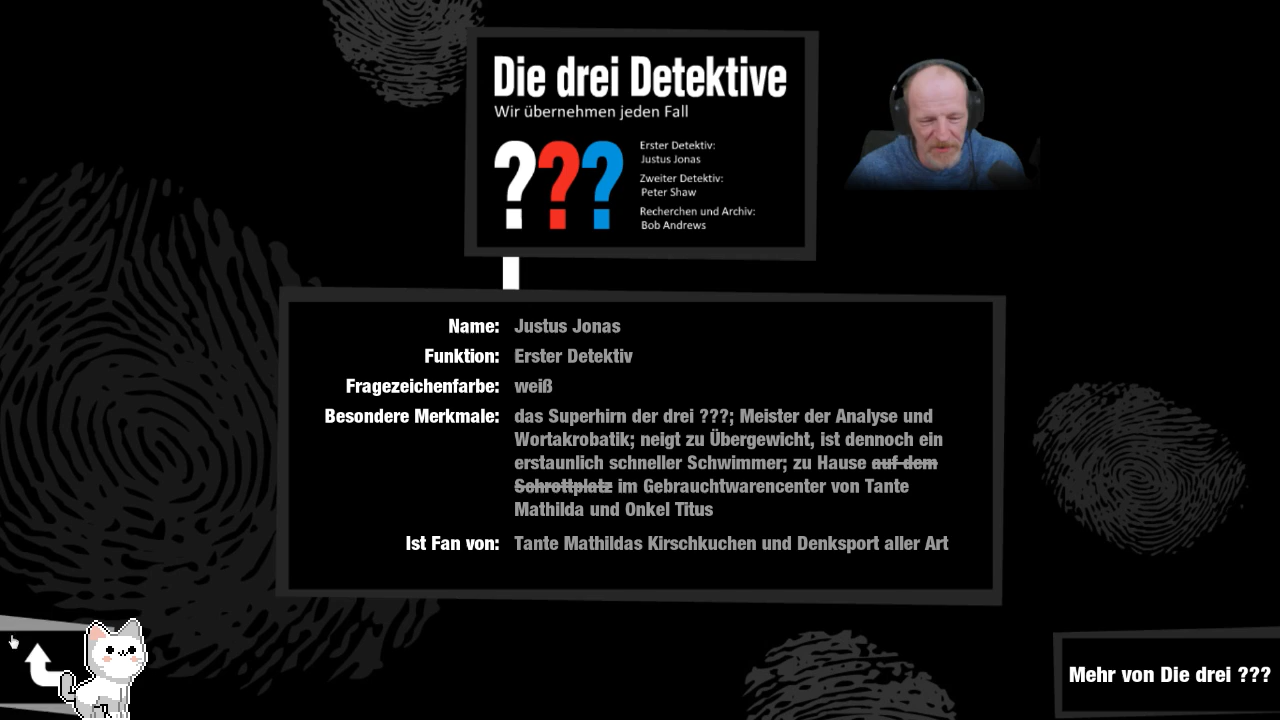 Die drei Detektive
Wir übernehmen jeden Fall
???
Erster Detektiv:
Justus Jonas
Zweiter Detektiv:
Peter Shaw
Recherchen und Archiv:
Bob Andrews
Name: Justus Jonas
Funktion: Erster Detektiv
Fragezeichenfarbe: weiß
Besondere Merkmale: das Superhirn der drei ???; Meister der Analyse und
Wortakrobatik; neigt zu Übergewicht, ist dennoch ein
erstaunlich schneller Schwimmer; zu Hause auf dem
Schrottplatz im Gebrauchtwarencenter von Tante
Mathilda und Onkel Titus
Ist Fan von: Tante Mathildas Kirschkuchen und Denksport aller Art
Mehr von Die drei ???